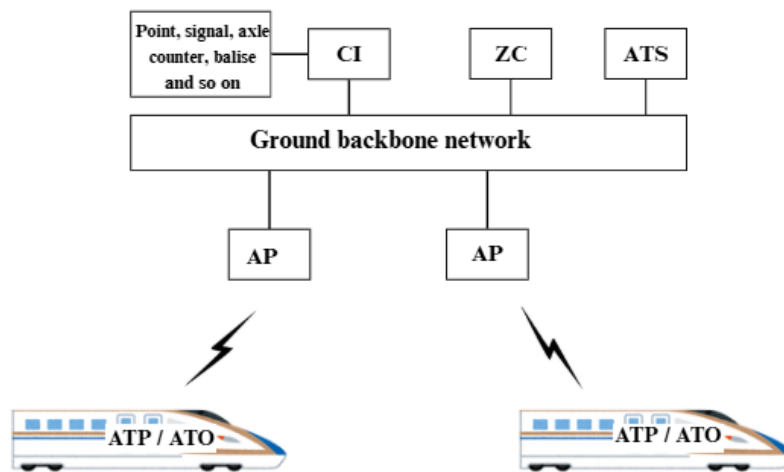 Point, signal, axle
counter, balise
and so on
CI
ZC
ATS
Ground backbone network
AP
AP
ATP / ATO
ATP / ATO